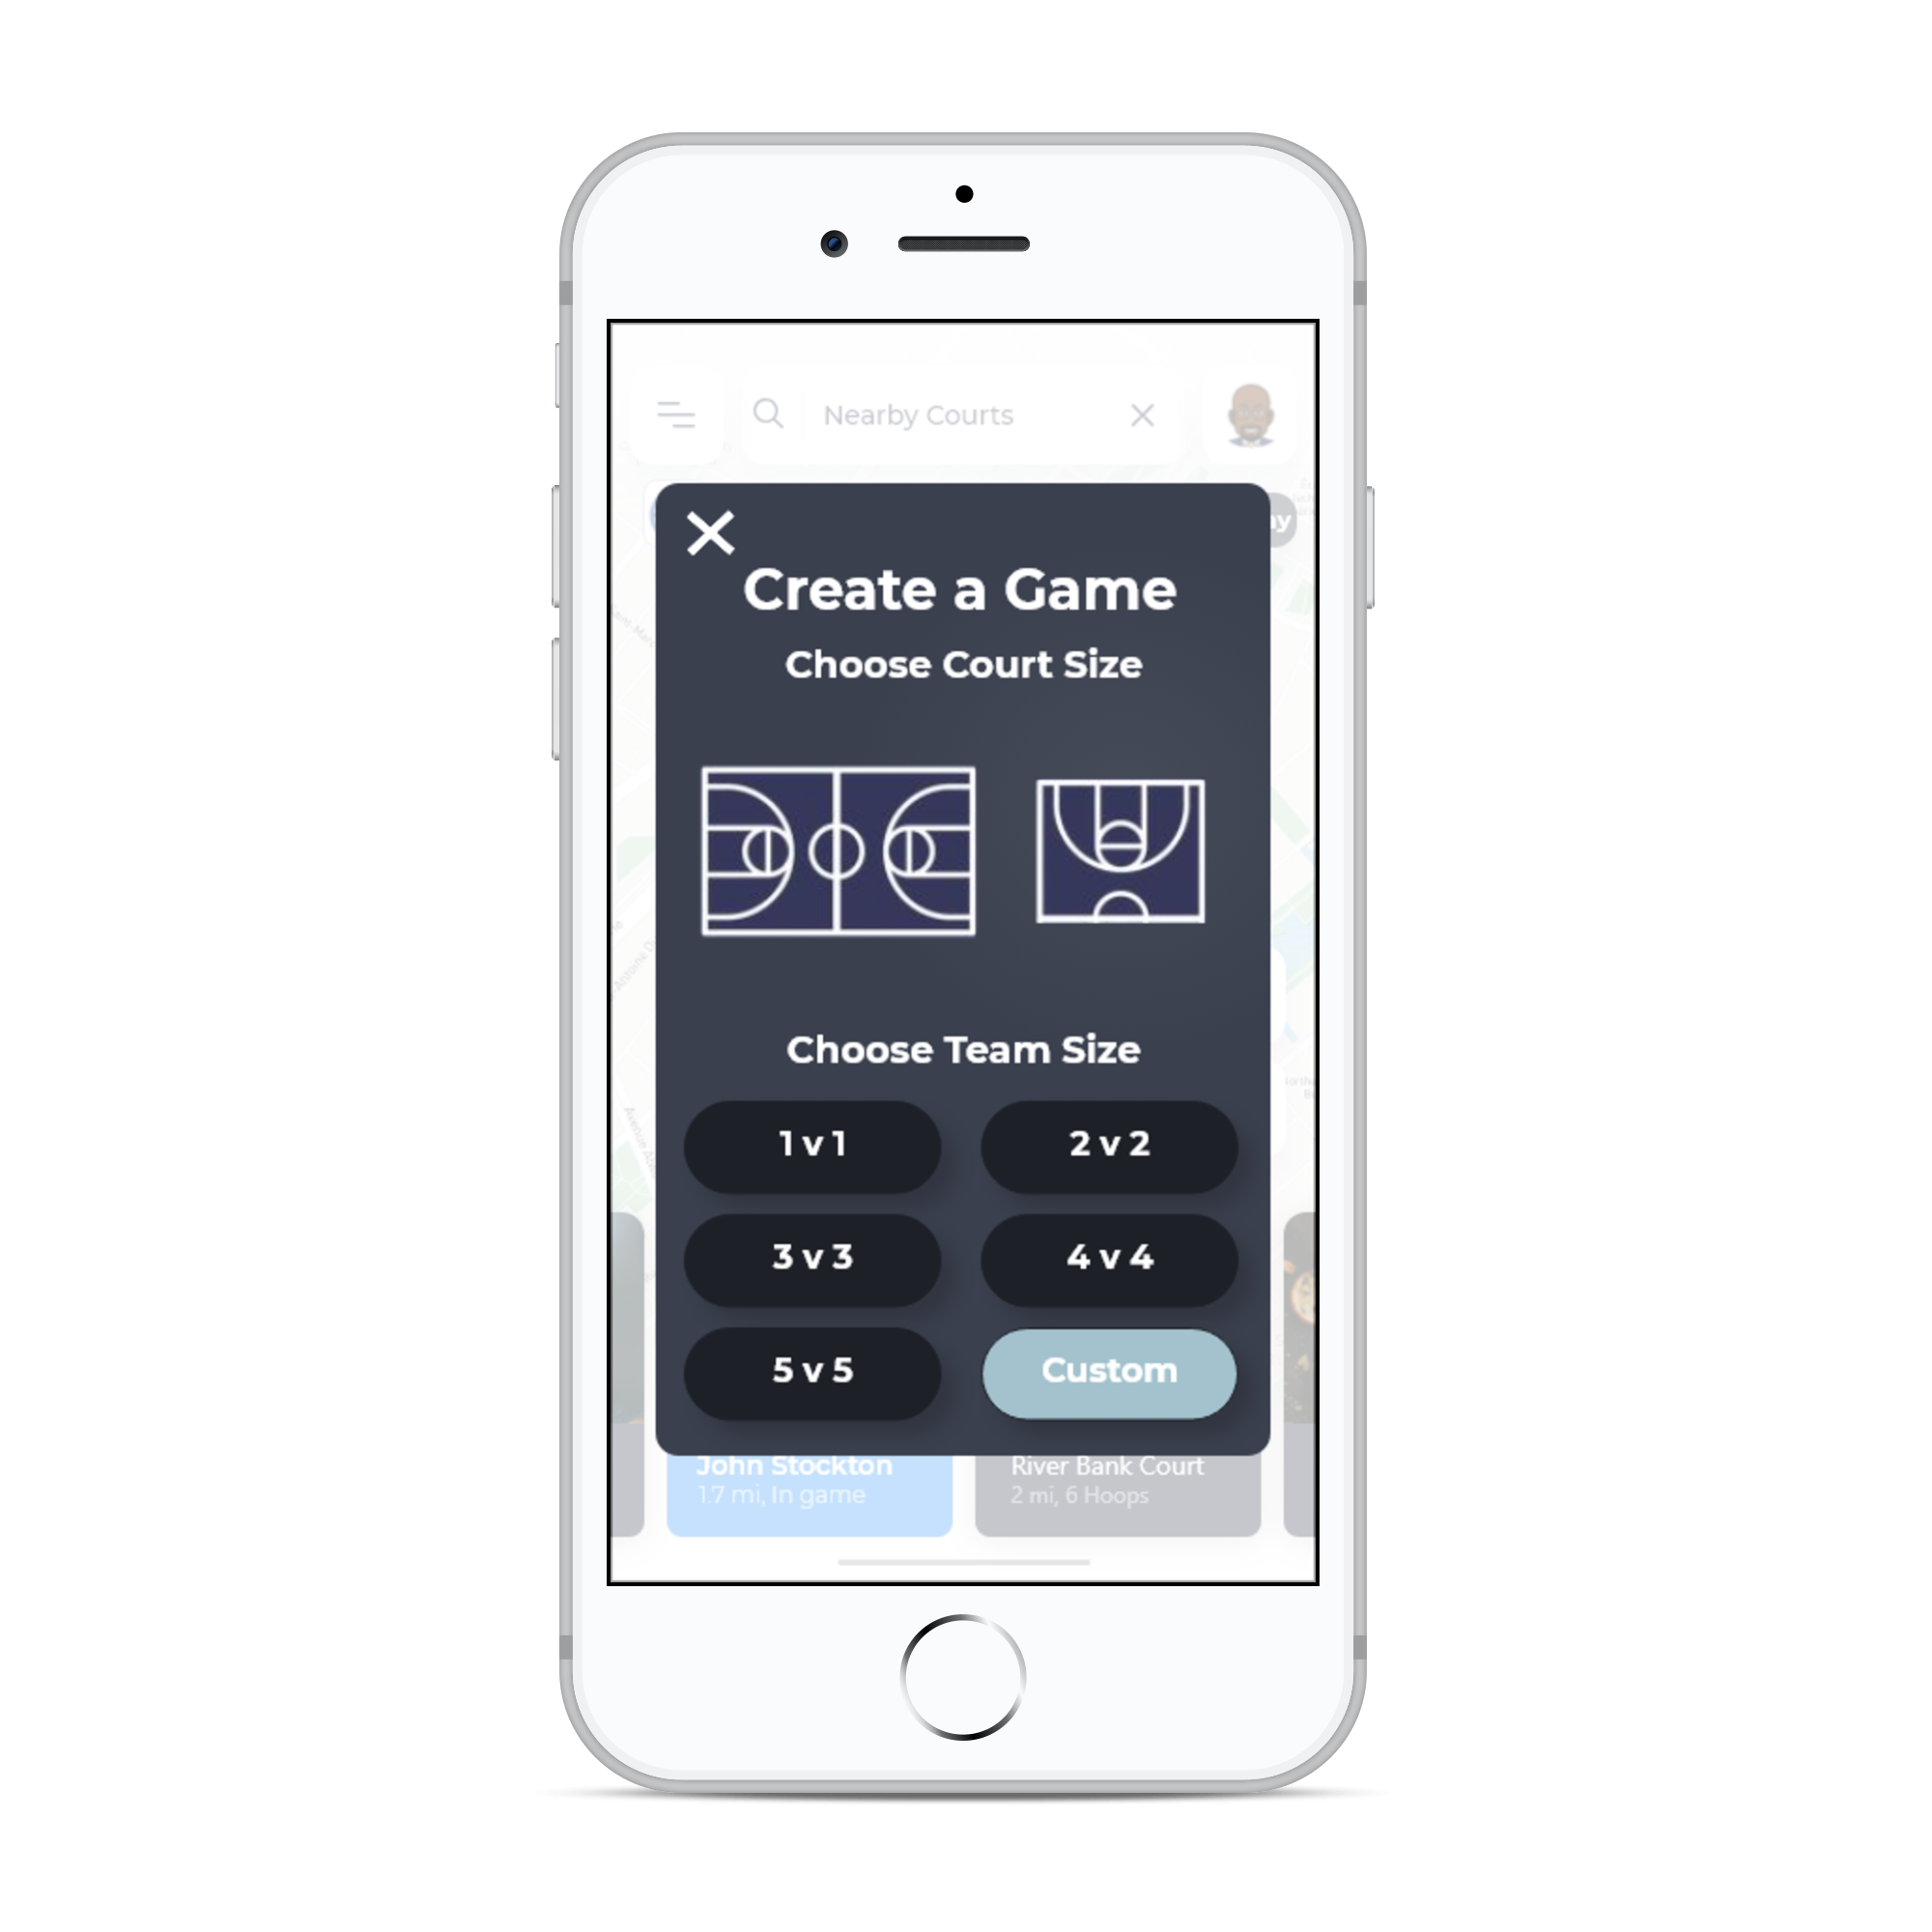 Nearby Courts
Create a Game
Choose Court Size
Choose Team Size
1 v 1
2 v 2
3 v 3
4 v 4
5 v 5
Custom
John Stockton
1.7 mi, In game
River Bank Court
2 mi, 6 Hoops